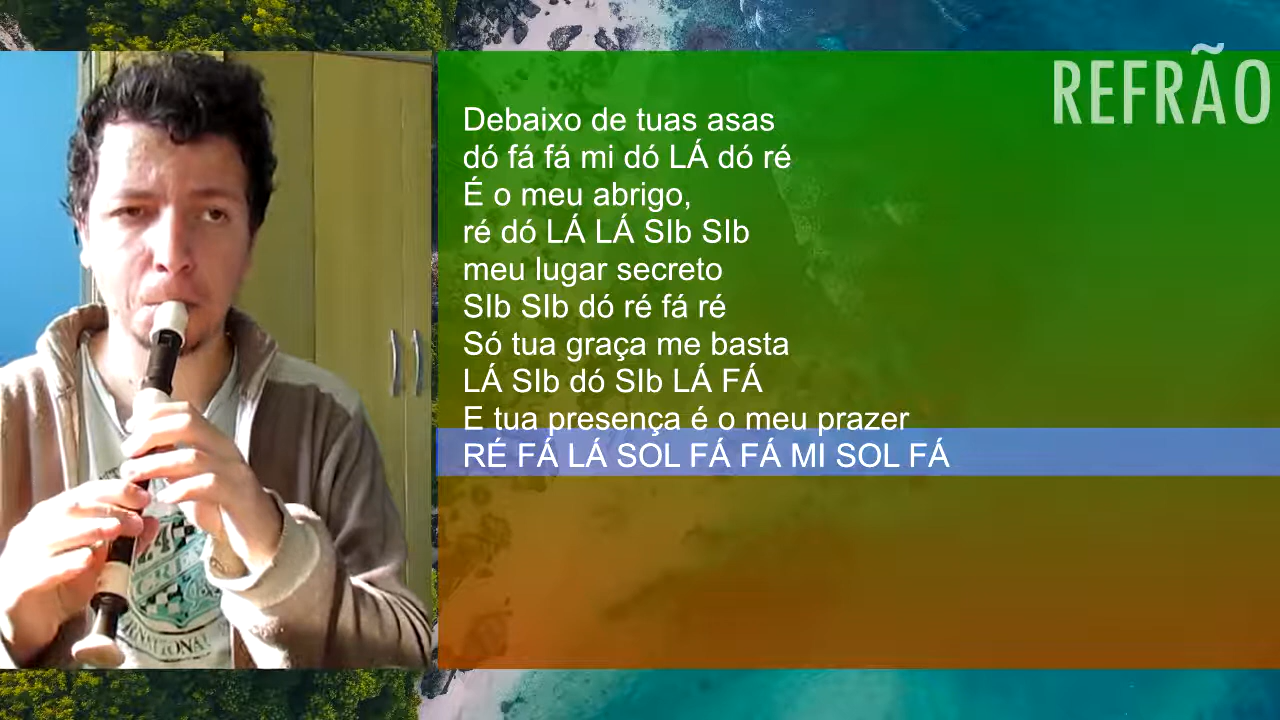 REFRÃO
Debaixo de tuas asas
dó fá fá mi dó LÁ dó ré
É o meu abrigo,
ré dó LÁ LÁ SIb SIb
meu lugar secreto
SIb SIb dó ré fá ré
Só tua graça me basta
LÁ SIb dó SIb LÁ FÁ
E tua presença é o meu prazer
RÉ FÁ LÁ SOL FÁ FÁ MI SOL FÁ